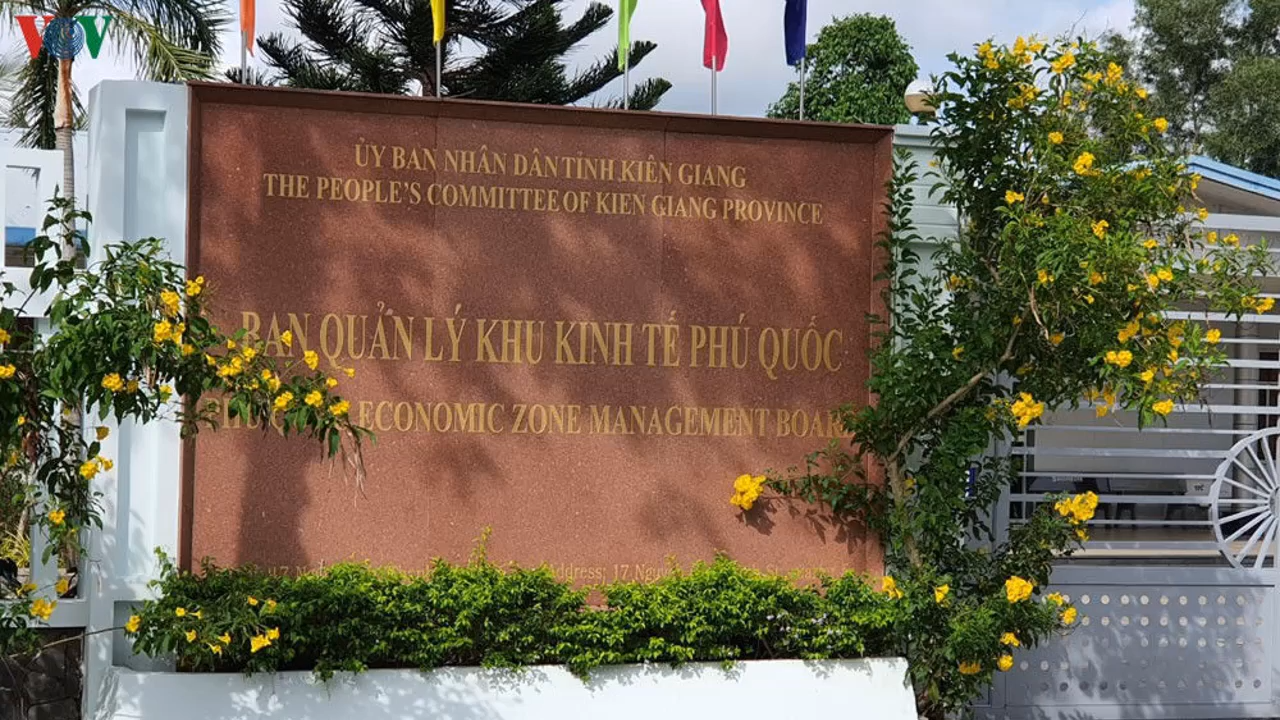 VOV
ỦY BAN NHÂN DÂN TỈNH KIÊN GIANG
THE PEOPLE'S COMMITTEE OF KIEN GIANG PROVINCE
BAN QUẢN LÝ KHU KINH TẾ PHÚ QUỐC
ECONOMIC ZONE MANAGEMENT BOARD
Address: 17